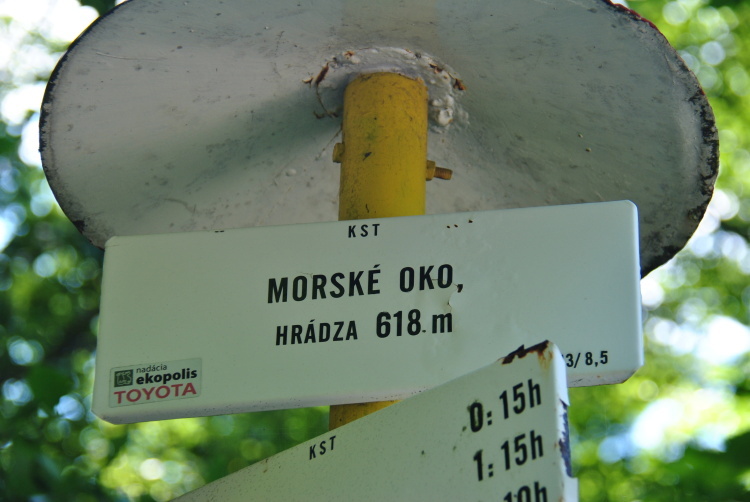 KST
MORSKÉ OKO,
HRÁDZA 618 m
nadácia
ekopolis
TOYOTA
3/8,5
KST
0:15h
1:15h